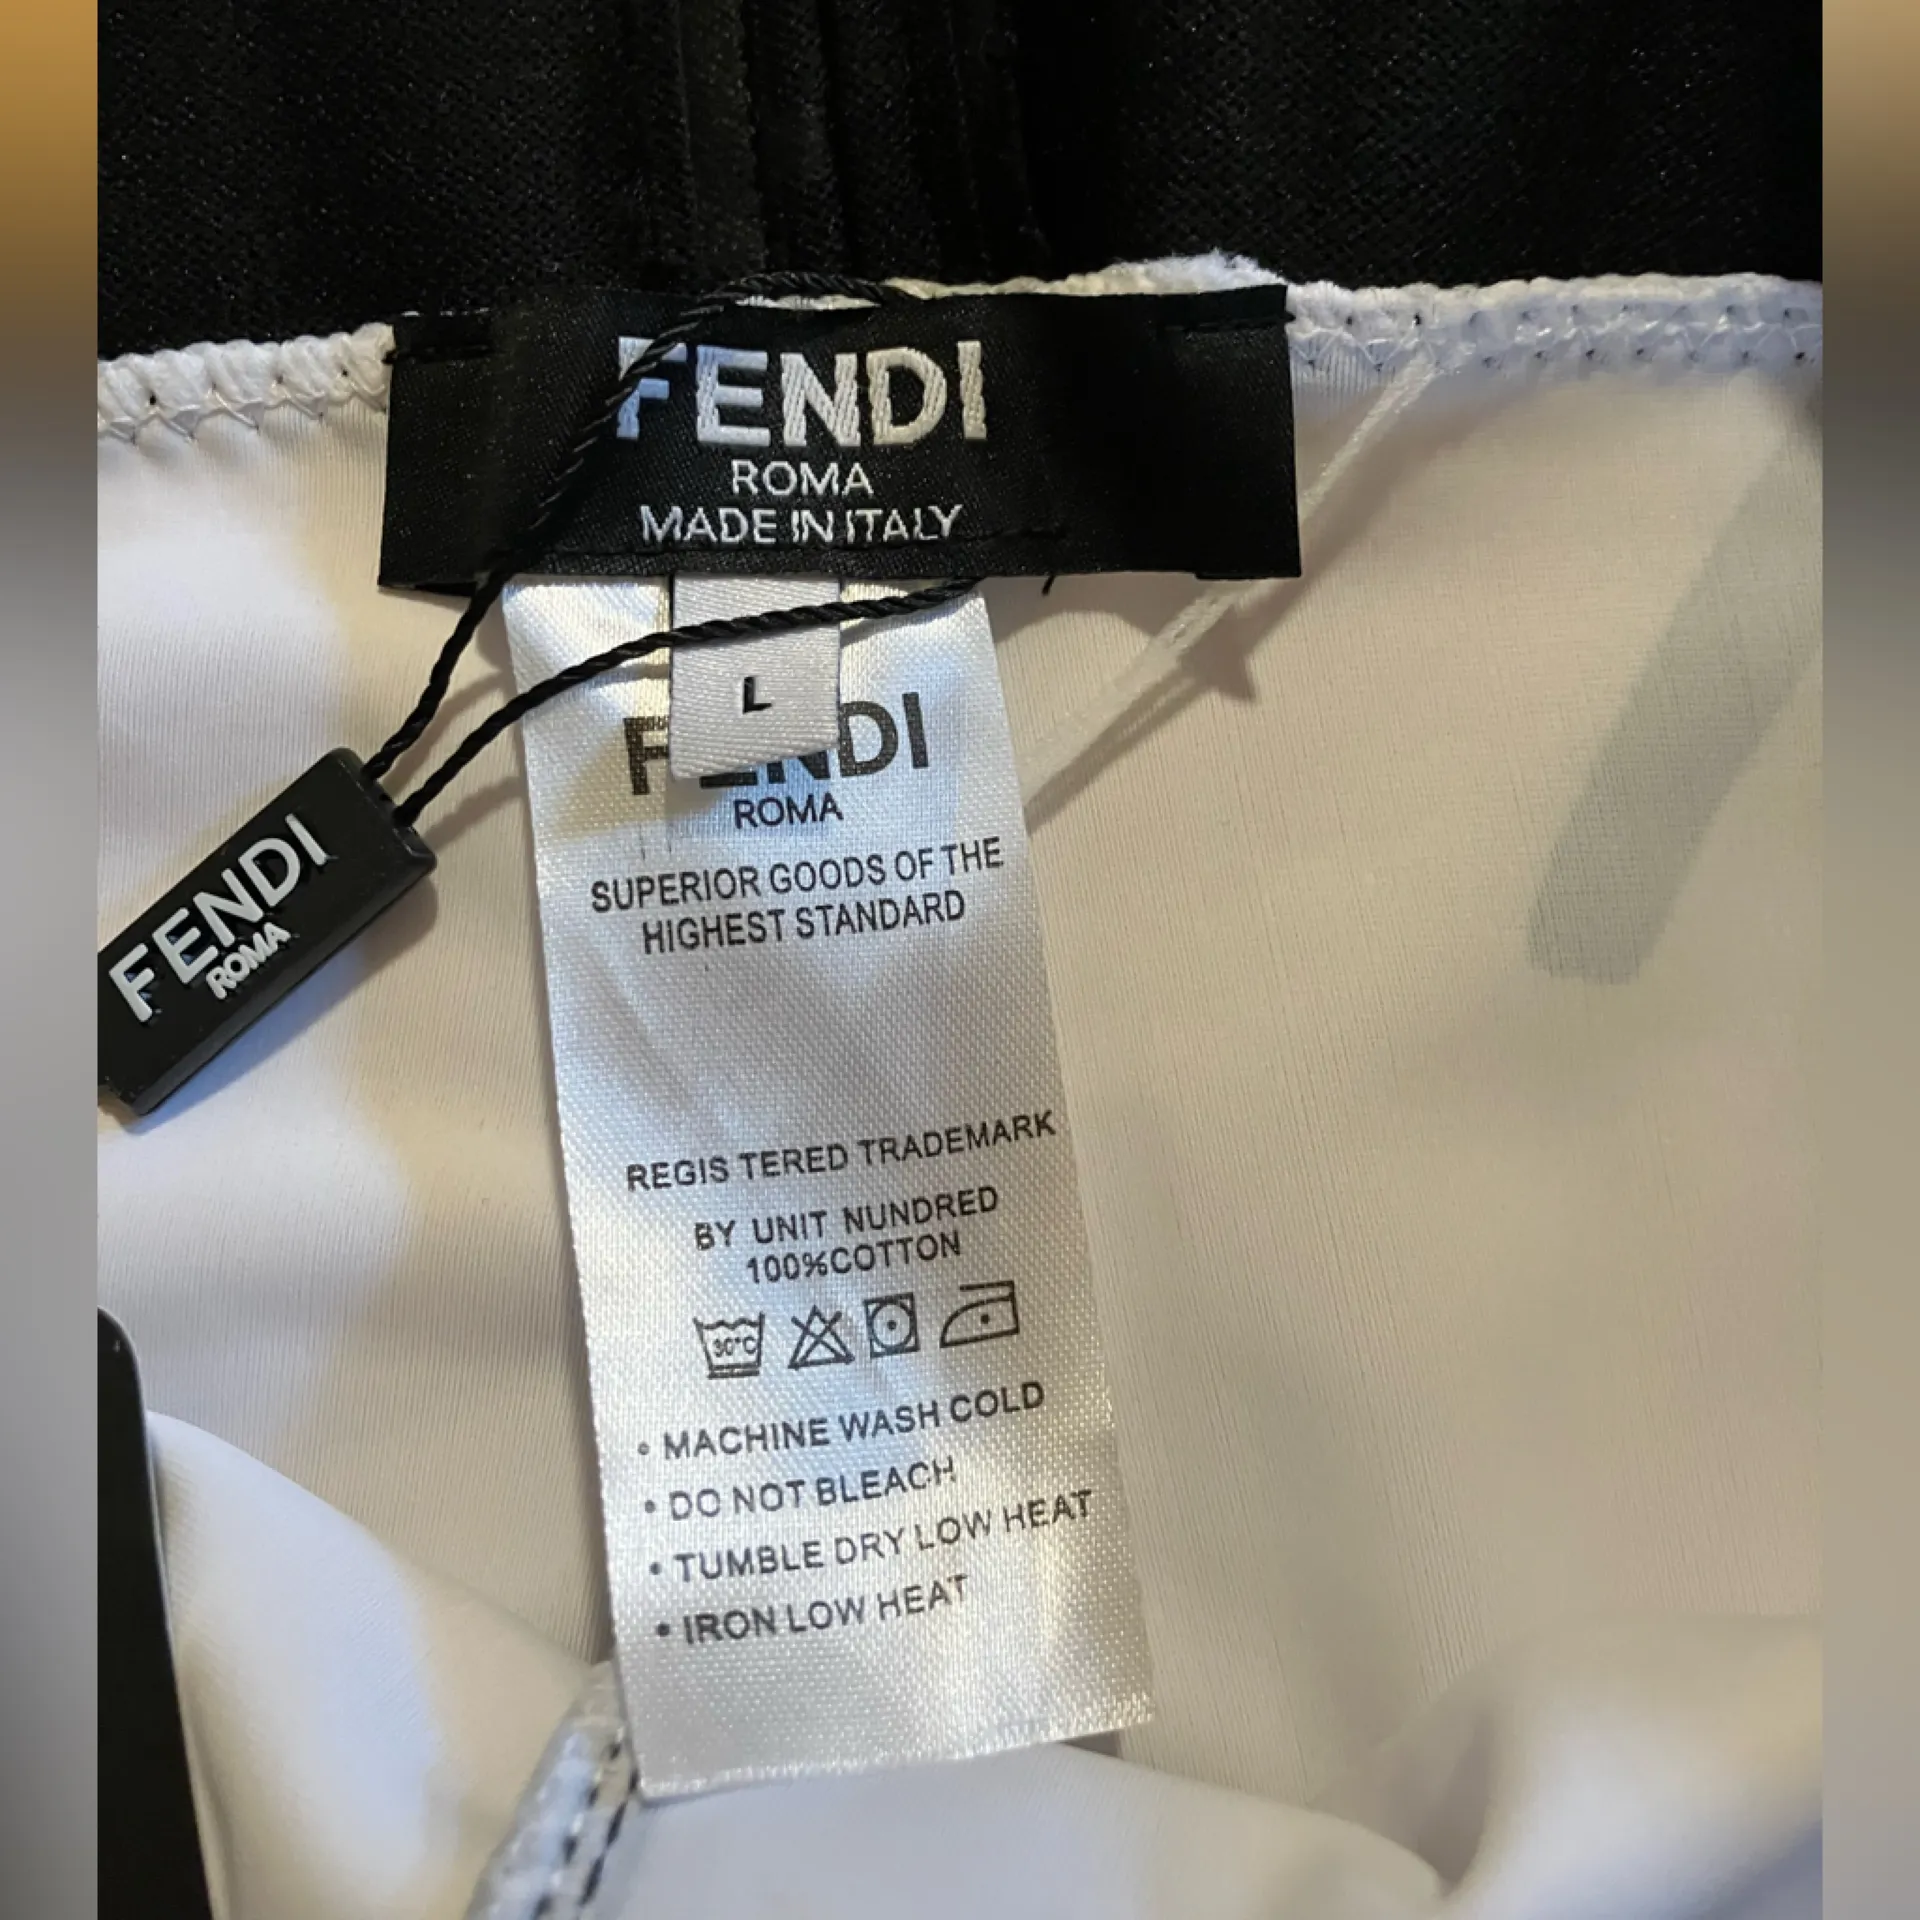 FENDI
ROMA
MADE IN ITALY
L
FENDI
ROMA
FENDI
ROMA
SUPERIOR GOODS OF THE
HIGHEST STANDARD
REGIS TERED TRADEMARK
BY UNIT NUNDRED
100%COTTON
30°C
• MACHINE WASH COLD
• DO NOT BLEACH
• TUMBLE DRY LOW HEAT
• IRON LOW HEAT